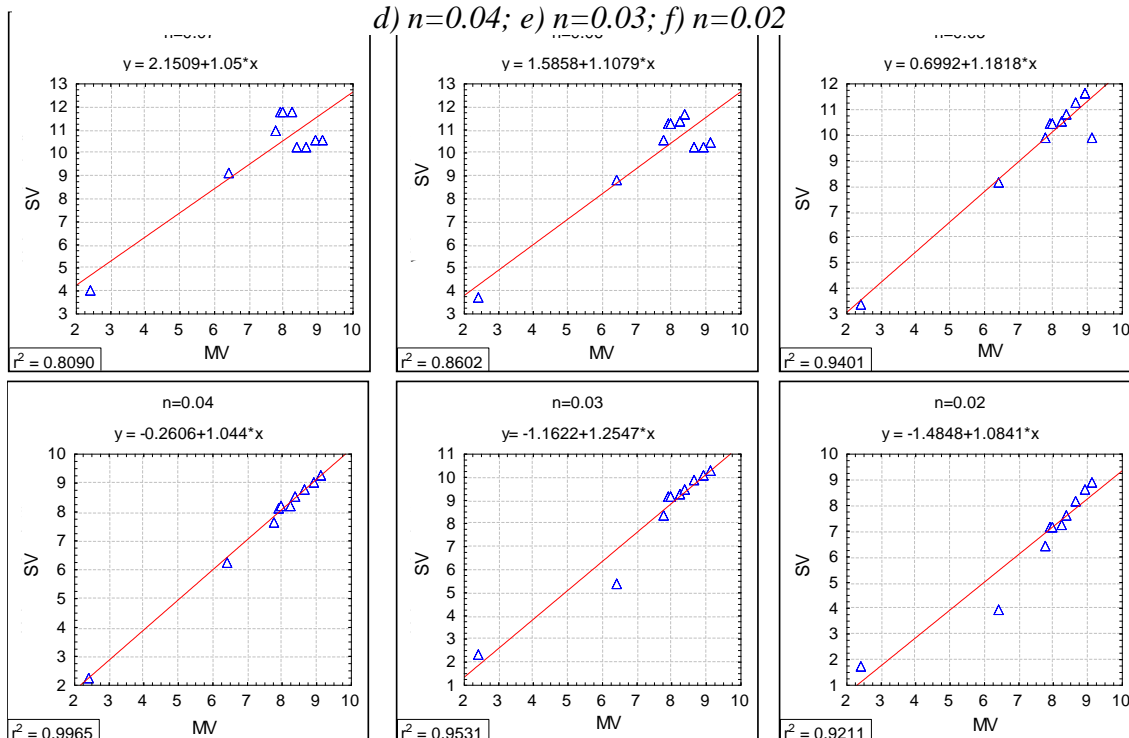 d) n=0.04; e) n=0.03; f) n=0.02
y = 2.1509+1.05*x
13
12
11
10
9
8
7
6
5
4
3
SV
2 3 4 5 6 7 8 9 10
MV
r² = 0.8090
y = 1.5858+1.1079*x
13
12
11
10
9
8
7
6
5
4
3
SV
2 3 4 5 6 7 8 9 10
MV
r² = 0.8602
y = 0.6992+1.1818*x
12
11
10
9
8
7
6
5
4
3
SV
2 3 4 5 6 7 8 9 10
MV
r² = 0.9401
n=0.04
y = -0.2606+1.044*x
10
9
8
7
6
5
4
3
2
SV
2 3 4 5 6 7 8 9 10
MV
r² = 0.9965
n=0.03
y= -1.1622+1.2547*x
11
10
9
8
7
6
5
4
3
2
1
SV
2 3 4 5 6 7 8 9 10
MV
r² = 0.9531
n=0.02
y = -1.4848+1.0841*x
10
9
8
7
6
5
4
3
2
1
SV
2 3 4 5 6 7 8 9 10
MV
r² = 0.9211